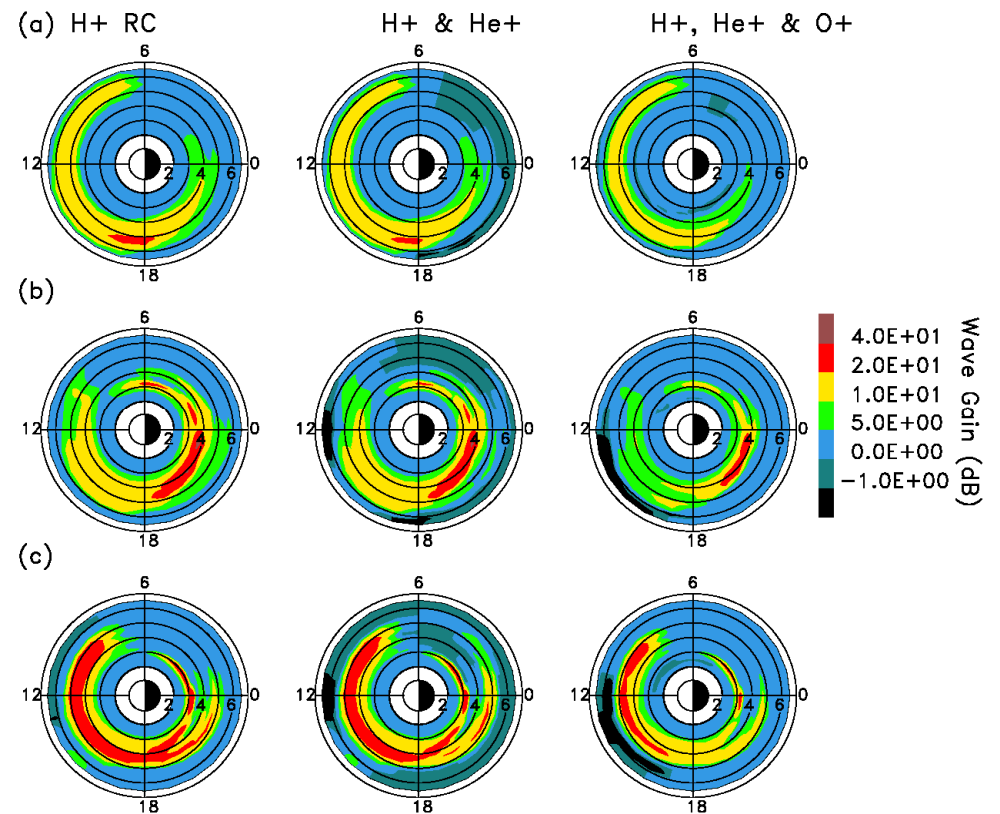 (a) H+ RC H+ & He+ H+, He+ & O+
6 6 6
12 2 4 6 0 12 2 4 6 0 12 2 4 6 0
18 18 18
(b)
6 6 6
12 2 4 6 0 12 2 4 6 0 12 2 4 6 0
18 18 18
4.0E+01
2.0E+01
1.0E+01
5.0E+00
0.0E+00
-1.0E+00
Wave Gain (dB)
(c)
6 6 6
12 2 4 6 0 12 2 4 6 0 12 2 4 6 0
18 18 18